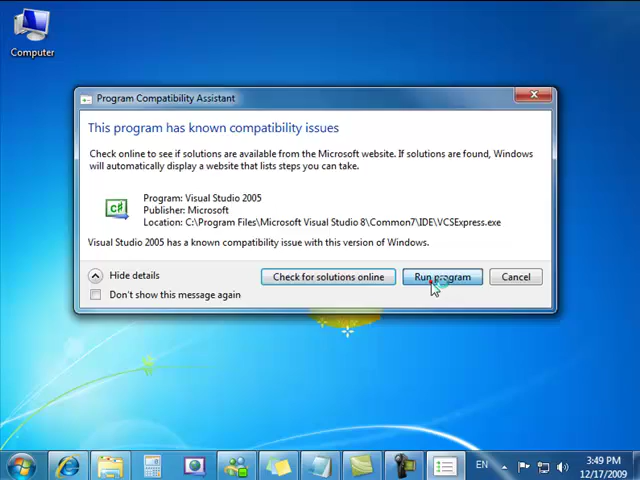 Computer
Program Compatibility Assistant
This program has known compatibility issues
Check online to see if solutions are available from the Microsoft website. If solutions are found, Windows
will automatically display a website that lists steps you can take.
C#
Program: Visual Studio 2005
Publisher: Microsoft
Location: C:\Program Files\Microsoft Visual Studio 8\Common7\IDE\VCSExpress.exe
Visual Studio 2005 has a known compatibility issue with this version of Windows.
Hide details
Check for solutions online
Run program
Cancel
Don't show this message again
EN
3:49 PM
12/17/2009